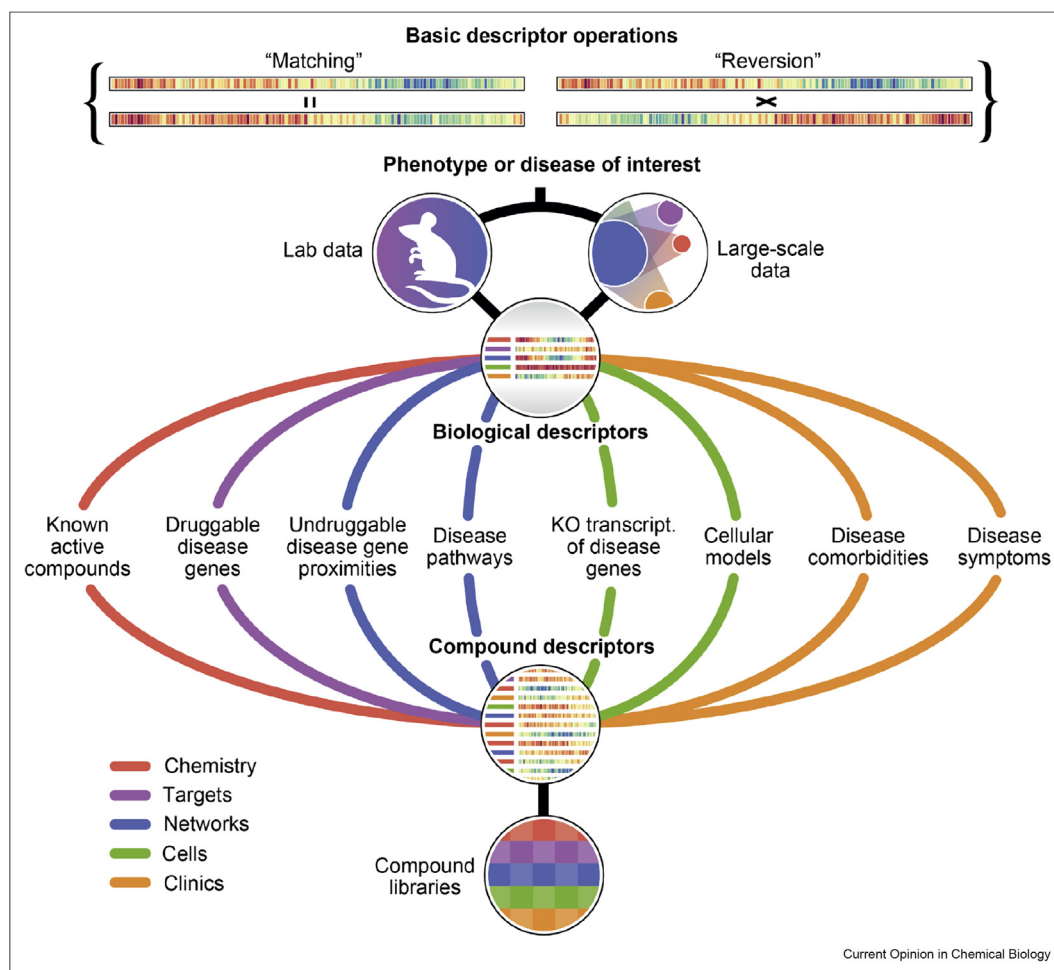 Basic descriptor operations
“Matching”
“Reversion”
Phenotype or disease of interest
Lab data
Large-scale
data
Biological descriptors
Known
active
compounds
Druggable
disease
genes
Undruggable
disease gene
proximities
Disease
pathways
KO transcript.
of disease
genes
Cellular
models
Disease
comorbidities
Disease
symptoms
Compound descriptors
Chemistry
Targets
Networks
Cells
Clinics
Compound
libraries
Current Opinion in Chemical Biology